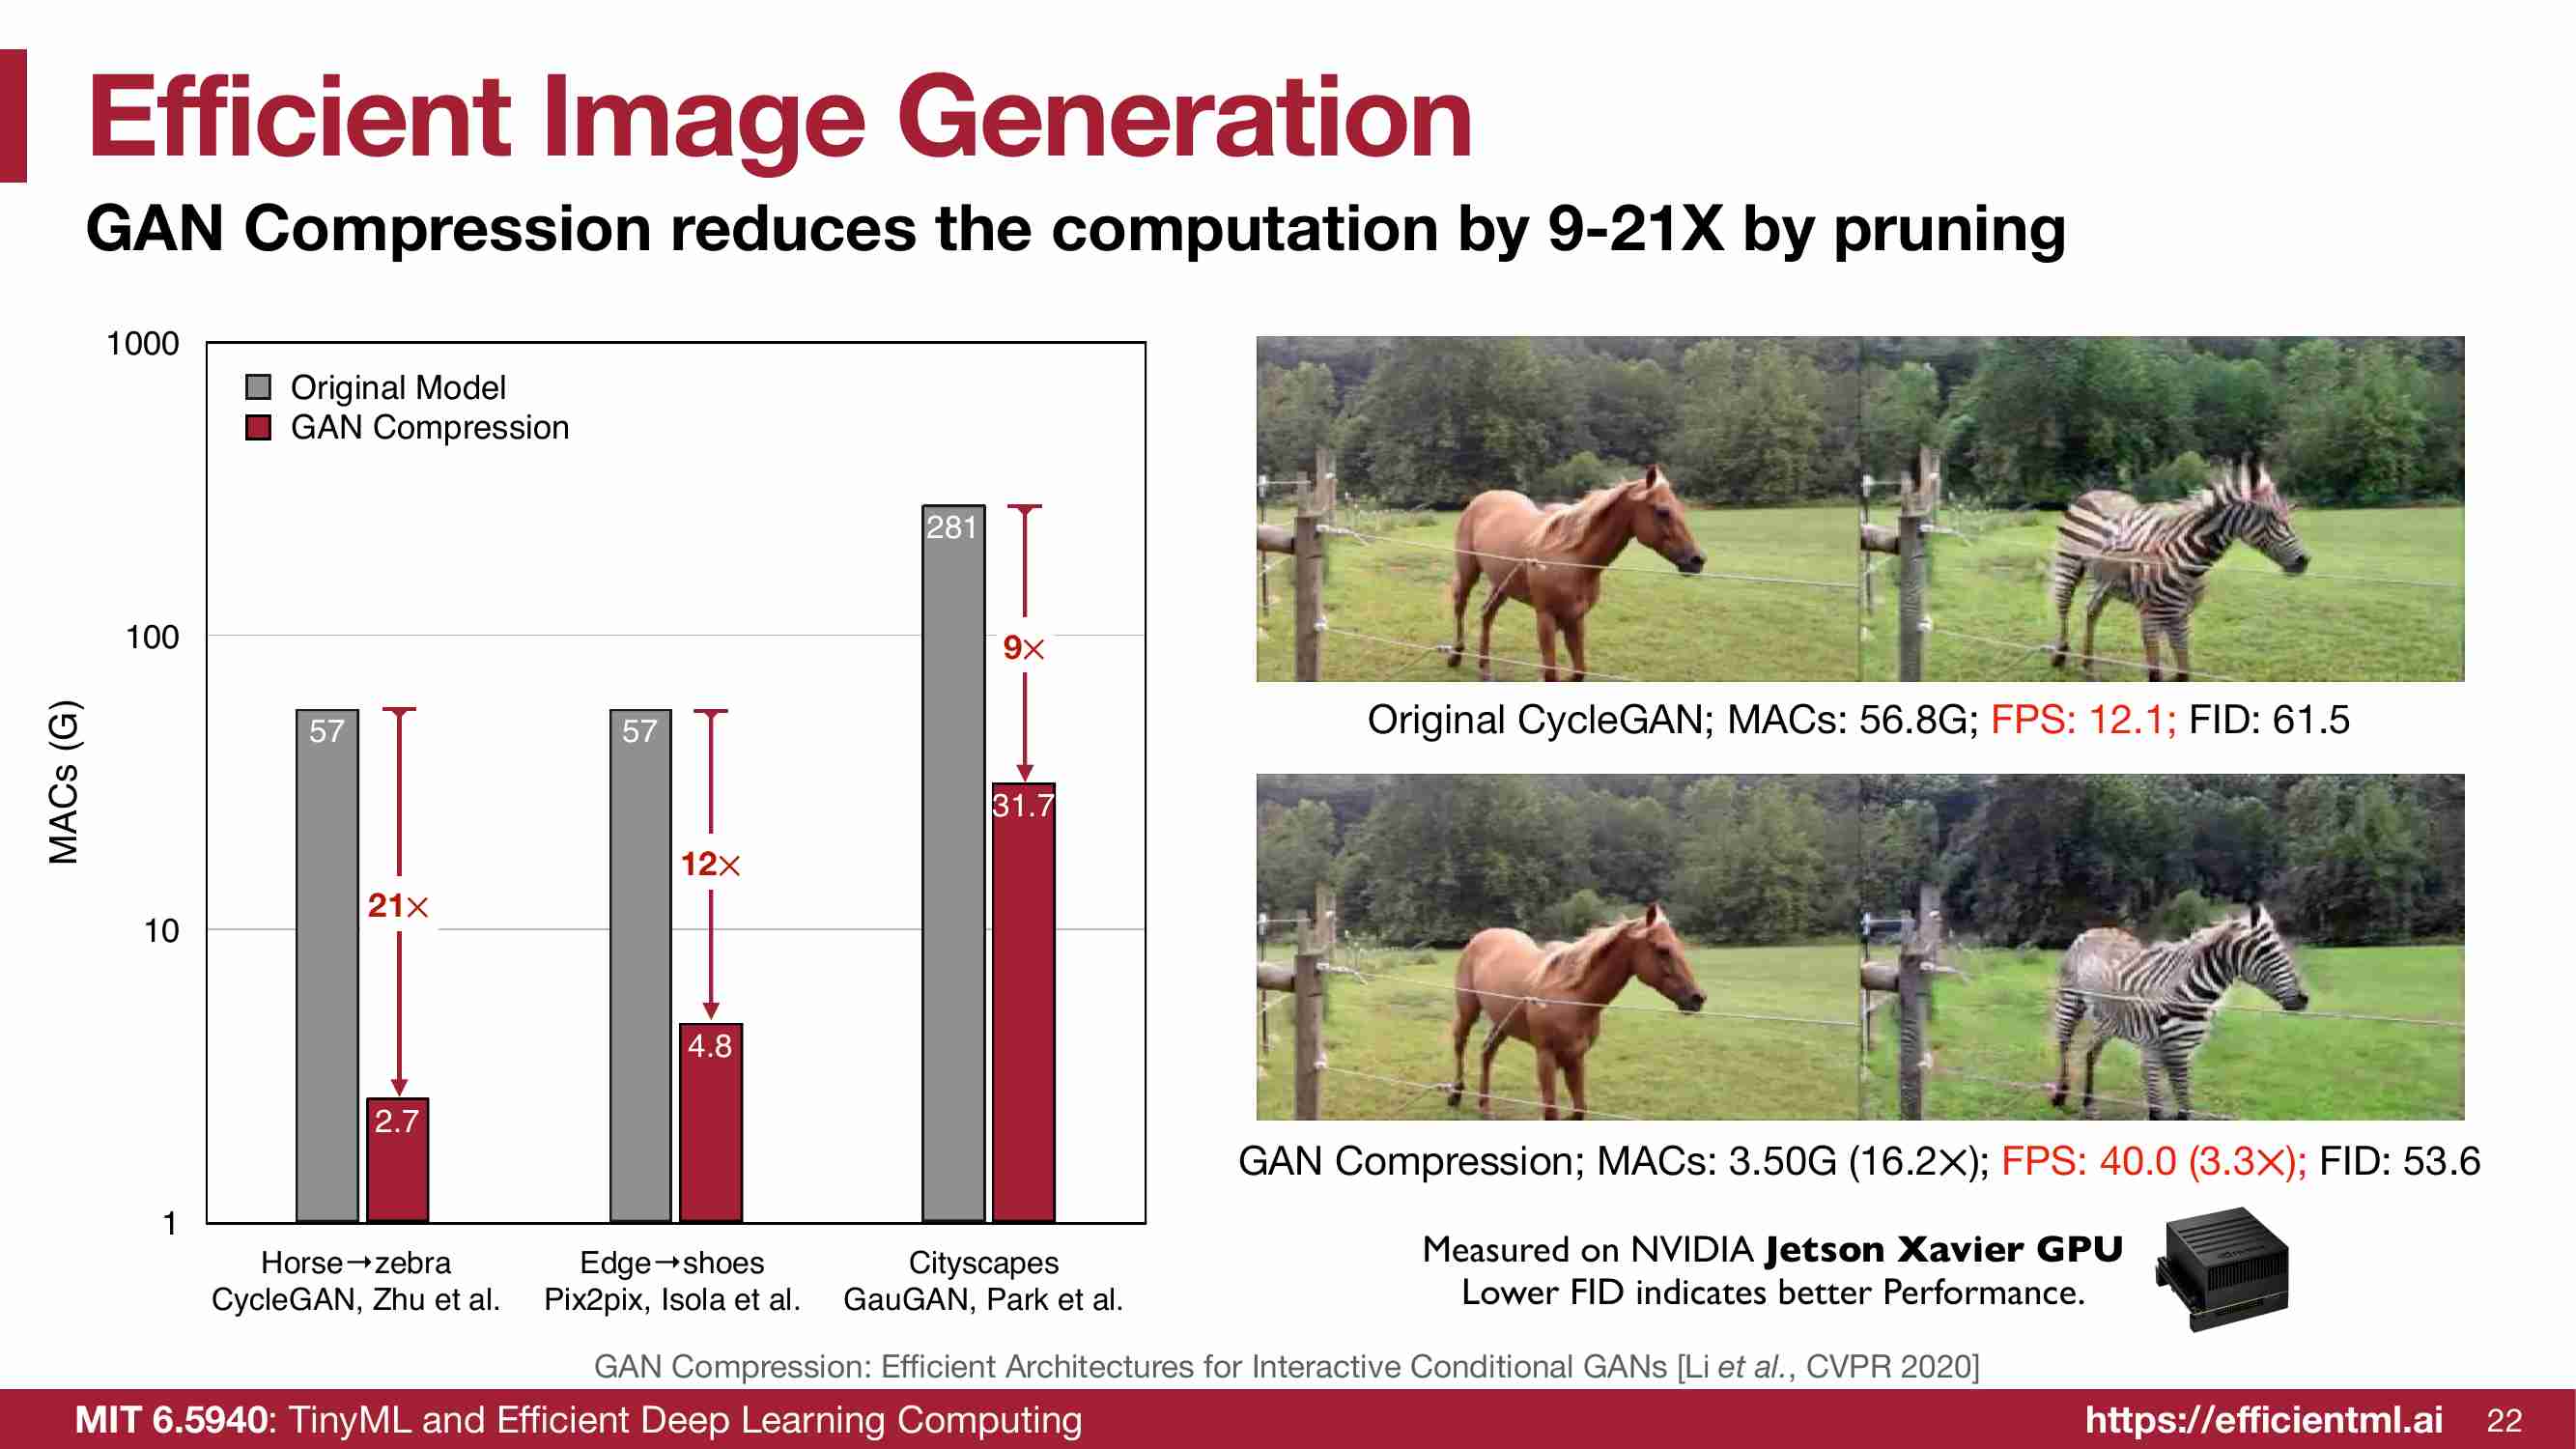 Efficient Image Generation
GAN Compression reduces the computation by 9-21X by pruning
1000
100
10
1
MACs (G)
Original Model
GAN Compression
57
21×
2.7
57
12×
4.8
281
9×
31.7
Horse→zebra
CycleGAN, Zhu et al.
Edge→shoes
Pix2pix, Isola et al.
Cityscapes
GauGAN, Park et al.
Original CycleGAN; MACs: 56.8G; FPS: 12.1; FID: 61.5
GAN Compression; MACs: 3.50G (16.2×); FPS: 40.0 (3.3×); FID: 53.6
Measured on NVIDIA Jetson Xavier GPU
Lower FID indicates better Performance.
GAN Compression: Efficient Architectures for Interactive Conditional GANs [Li et al., CVPR 2020]
MIT 6.5940: TinyML and Efficient Deep Learning Computing
https://efficientml.ai
22